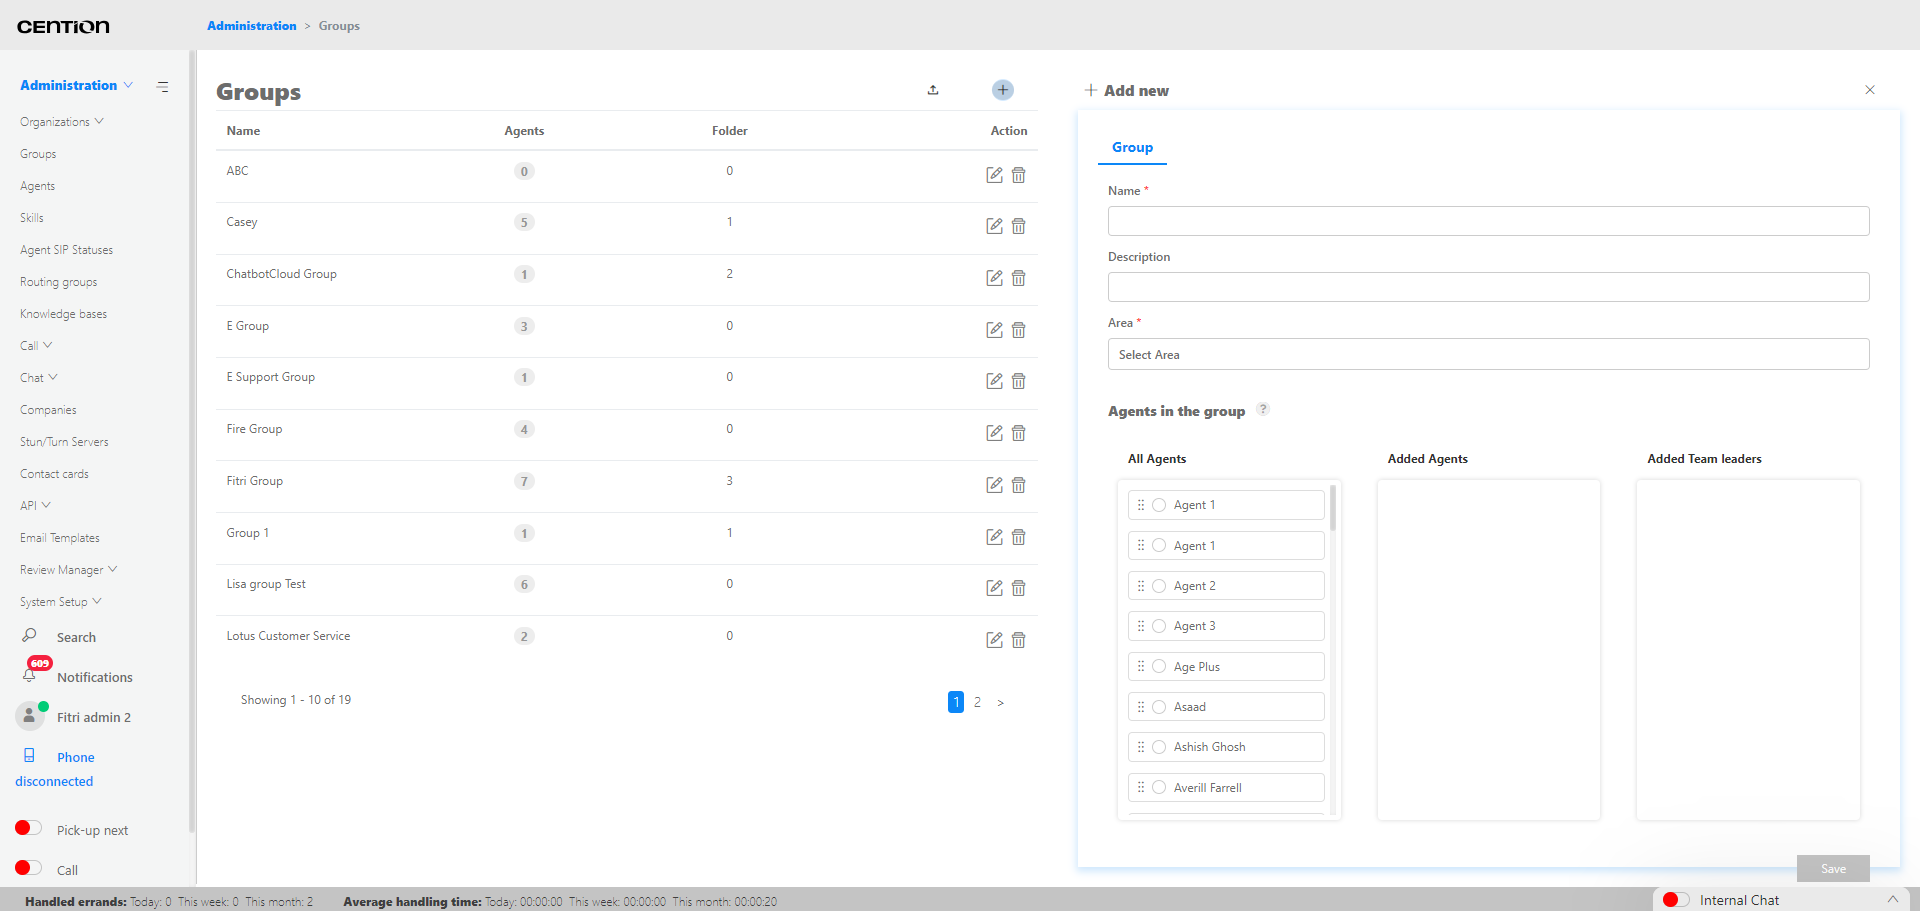 CENTION
Administration > Groups
Administration
Organizations
Groups
Agents
Skills
Agent SIP Statuses
Routing groups
Knowledge bases
Call
Chat
Companies
Stun/Turn Servers
Contact cards
API
Email Templates
Review Manager
System Setup
Search
609
Notifications
Fitri admin 2
Phone
disconnected
Pick-up next
Call
Groups
Name Agents Folder Action
ABC 0 0
Casey 5 1
ChatbotCloud Group 1 2
E Group 3 0
E Support Group 1 0
Fire Group 4 0
Fitri Group 7 3
Group 1 1 1
Lisa group Test 6 0
Lotus Customer Service 2 0
Showing 1 - 10 of 19
1 2 >
Add new
Group
Name *
Description
Area *
Select Area
Agents in the group ?
All Agents Added Agents Added Team leaders
Agent 1
Agent 1
Agent 2
Agent 3
Age Plus
Asaad
Ashish Ghosh
Averill Farrell
Save
Handled errands: Today: 0 This week: 0 This month: 2 Average handling time: Today: 00:00:00 This week: 00:00:00 This month: 00:00:20
Internal Chat